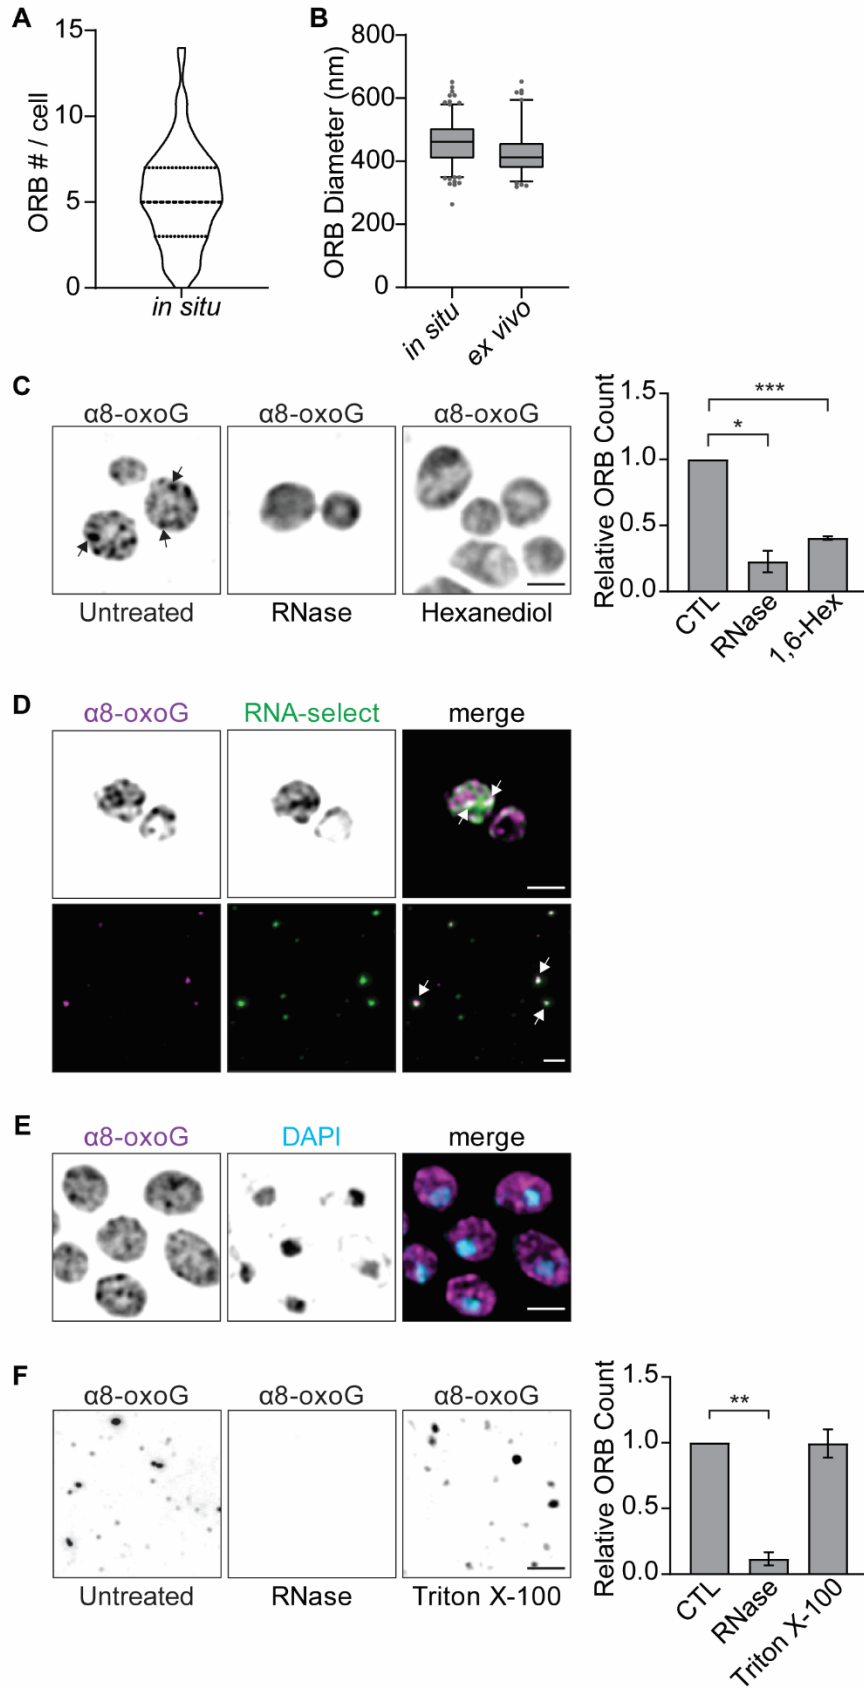 A
15
10
5
0
ORB # / cell
in situ
B
800
600
400
200
0
ORB Diameter (nm)
in situ
ex vivo
C
α8-oxoG
α8-oxoG
α8-oxoG
Untreated
RNase
Hexanediol
1.5
1.0
0.5
0.0
Relative ORB Count
***
*
CTL
RNase
1,6-Hex
D
α8-oxoG
RNA-select
merge
E
α8-oxoG
DAPI
merge
F
α8-oxoG
α8-oxoG
α8-oxoG
Untreated
RNase
Triton X-100
1.5
1.0
0.5
0.0
Relative ORB Count
**
CTL
RNase
Triton X-100